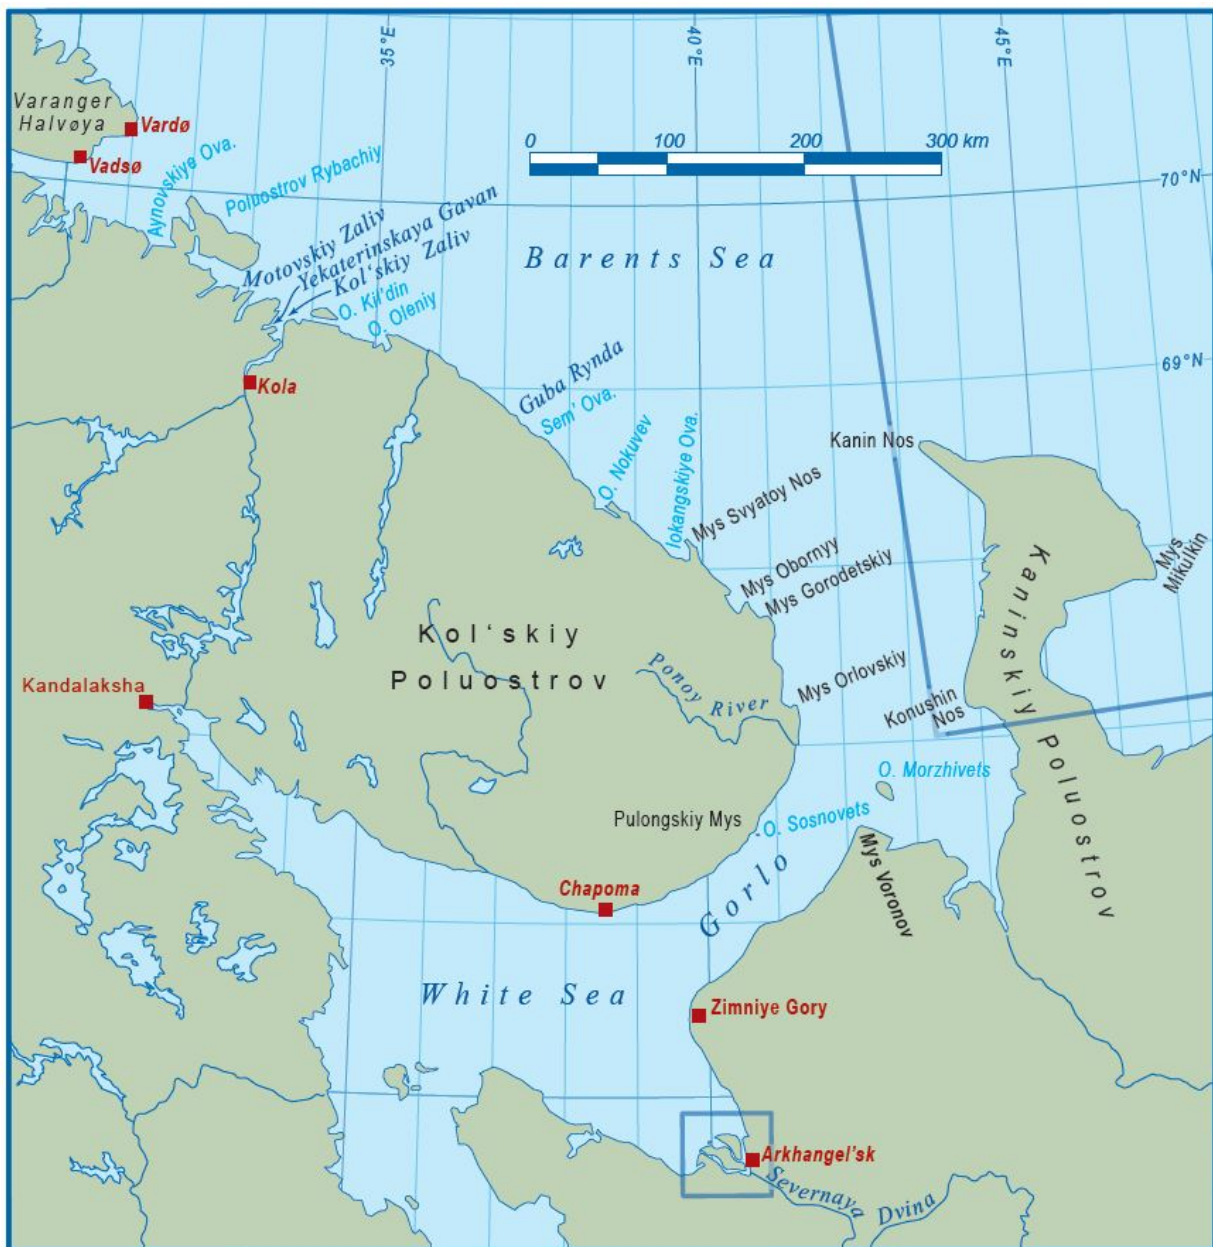 35°E
40°E
45°E
Varanger
Halvøya
Vardø
Vadsø
Aynovskiye Ova.
Poluostrov Rybachiy
0 100 200 300 km
70°N
Motovskiy Zaliv
Yekaterinskaya Gavan
Kol‘skiy Zaliv
Barents Sea
O. Kil’din
O. Oleniy
69°N
Kola
Guba Rynda
Sem’ Ova.
O. Nokuvev
Iokangskiye Ova.
Kanin Nos
Mys Svyatoy Nos
Mys Obornyy
Mys Gorodetskiy
Mys
Mikulkin
Kol‘skiy
Poluostrov
Kaninskiy Poluostrov
Ponoy River
Mys Orlovskiy
Kandalaksha
Konushin
Nos
O. Morzhivets
Pulongskiy Mys
O. Sosnovets
Mys Voronov
Chapoma
Gorlo
White Sea
Zimniye Gory
Arkhangel’sk
Severnaya Dvina